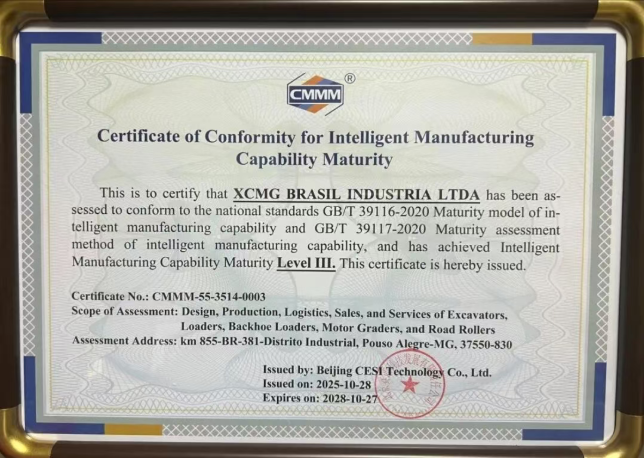 CMMM®
Certificate of Conformity for Intelligent Manufacturing
Capability Maturity
This is to certify that XCMG BRASIL INDUSTRIA LTDA has been as-
sessed to conform to the national standards GB/T 39116-2020 Maturity model of in-
telligent manufacturing capability and GB/T 39117-2020 Maturity assessment
method of intelligent manufacturing capability, and has achieved Intelligent
Manufacturing Capability Maturity Level III. This certificate is hereby issued.
Certificate No.: CMMM-55-3514-0003
Scope of Assessment: Design, Production, Logistics, Sales, and Services of Excavators,
Loaders, Backhoe Loaders, Motor Graders, and Road Rollers
Assessment Address: km 855-BR-381-Distrito Industrial, Pouso Alegre-MG, 37550-830
Issued by: Beijing CESI Technology Co., Ltd.
Issued on: 2025-10-28
Expires on: 2028-10-27